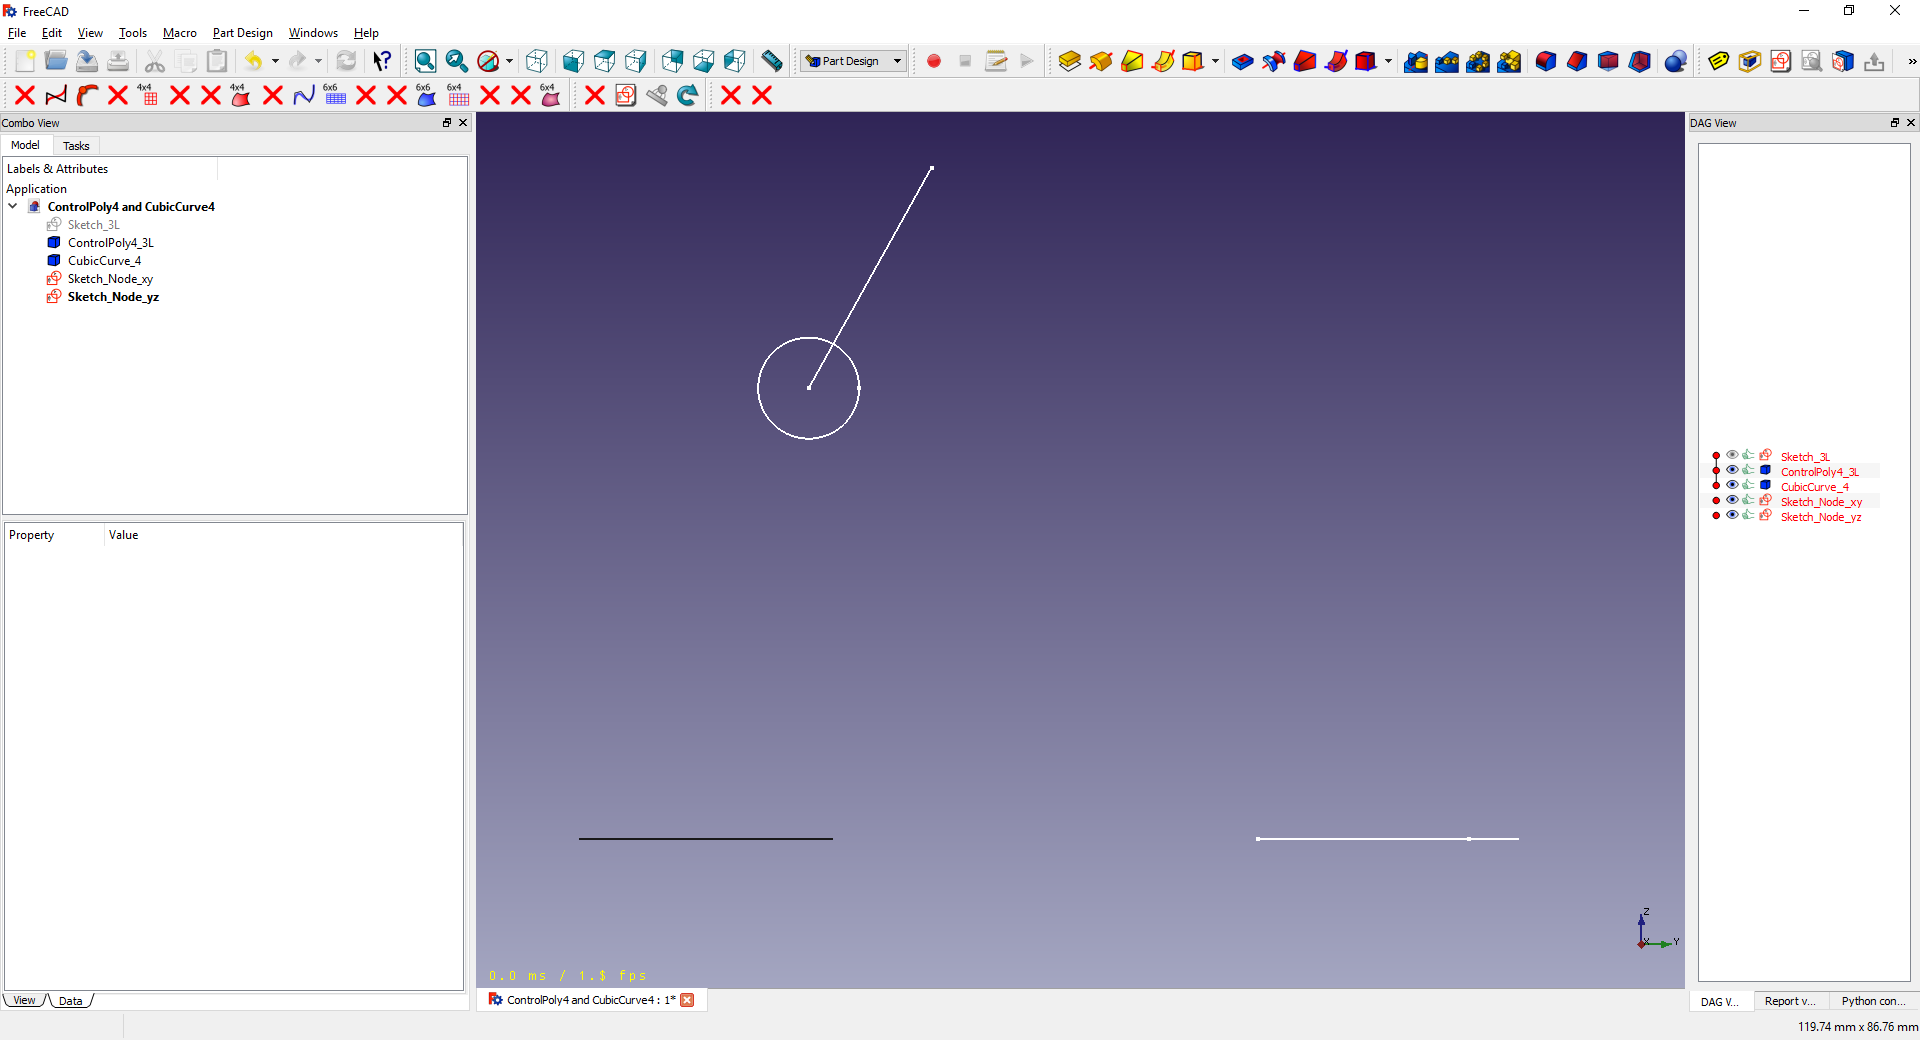 FreeCAD
File Edit View Tools Macro Part Design Windows Help
Part Design
4x4 4x4 6x6 6x6 6x4 6x4
Combo View
Model Tasks
Labels & Attributes
Application
ControlPoly4 and CubicCurve4
Sketch_3L
ControlPoly4_3L
CubicCurve_4
Sketch_Node_xy
Sketch_Node_yz
Property Value
View Data
0.0 ms / 1.$ fps
Z
X Y
ControlPoly4 and CubicCurve4 : 1*
DAG View
Sketch_3L
ControlPoly4_3L
CubicCurve_4
Sketch_Node_xy
Sketch_Node_yz
DAG V... Report v... Python con...
119.74 mm x 86.76 mm